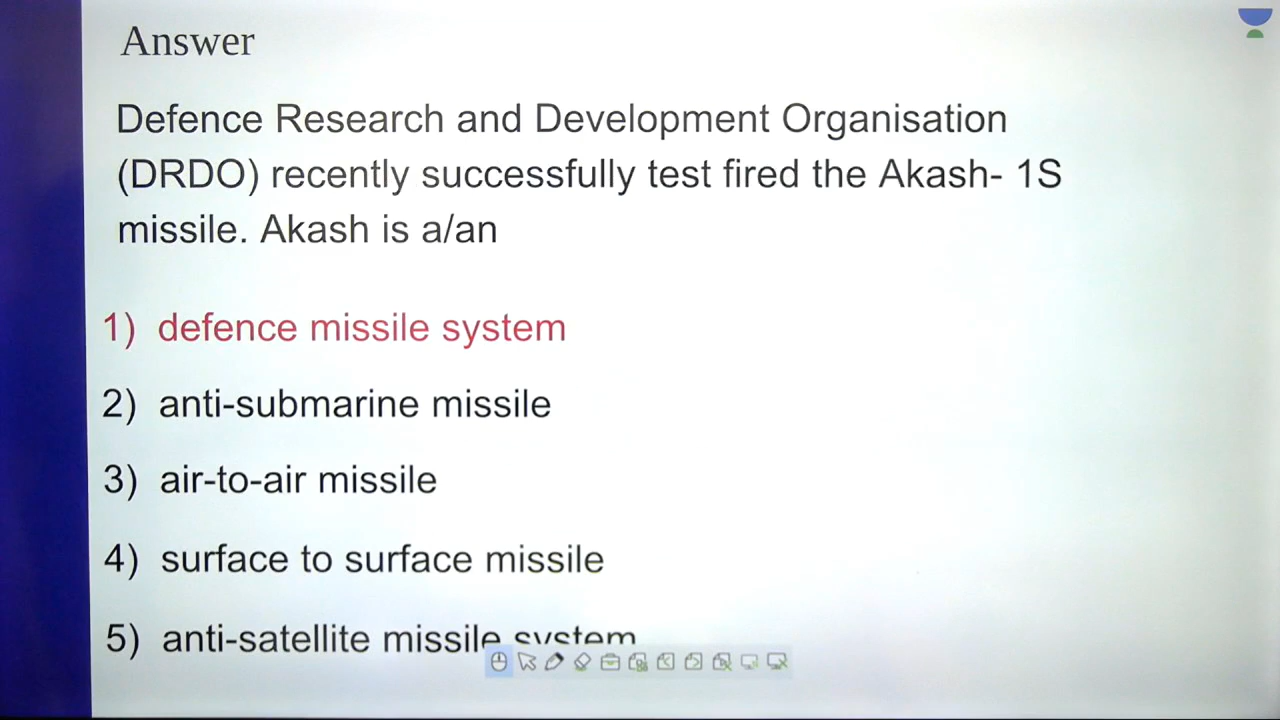 Answer
Defence Research and Development Organisation
(DRDO) recently successfully test fired the Akash- 1S
missile. Akash is a/an
1) defence missile system
2) anti-submarine missile
3) air-to-air missile
4) surface to surface missile
5) anti-satellite missile system